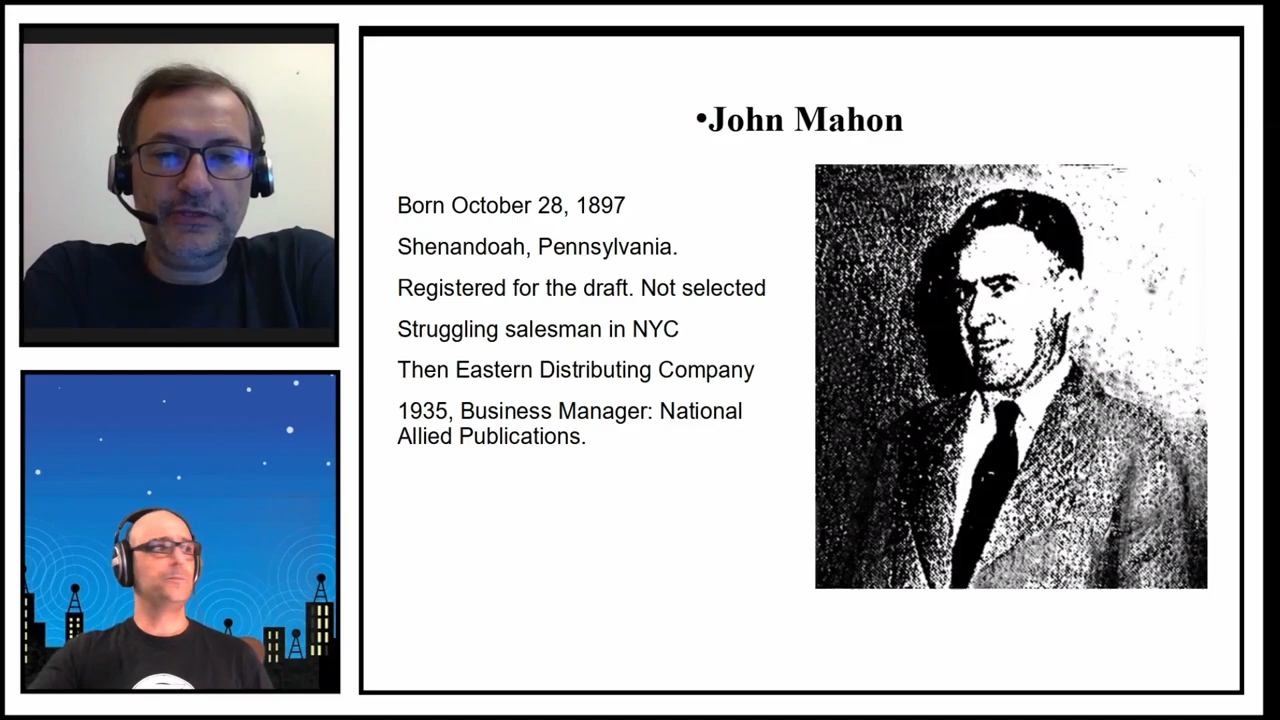 •John Mahon
Born October 28, 1897
Shenandoah, Pennsylvania.
Registered for the draft. Not selected
Struggling salesman in NYC
Then Eastern Distributing Company
1935, Business Manager: National
Allied Publications.